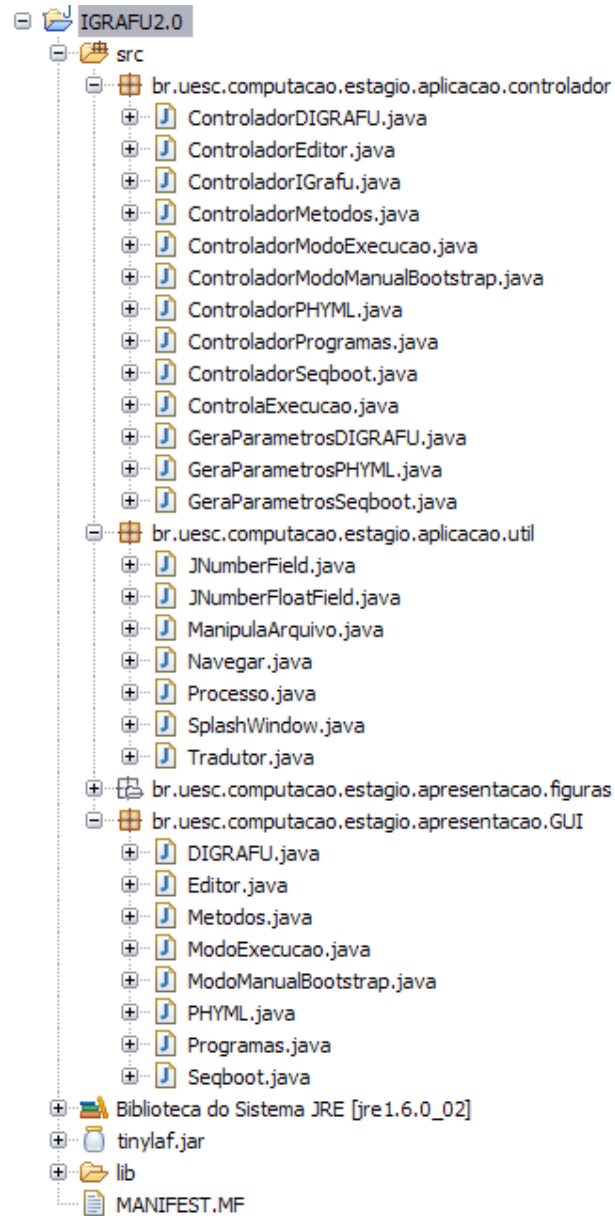 IGRAFU2.0
src
br.uesc.computacao.estagio.aplicacao.controlador
ControladorDIGRAFU.java
ControladorEditor.java
ControladorIGrafu.java
ControladorMetodos.java
ControladorModoExecucao.java
ControladorModoManualBootstrap.java
ControladorPHYML.java
ControladorProgramas.java
ControladorSeqboot.java
ControlaExecucao.java
GeraParametrosDIGRAFU.java
GeraParametrosPHYML.java
GeraParametrosSeqboot.java
br.uesc.computacao.estagio.aplicacao.util
JNumberField.java
JNumberFloatField.java
ManipulaArquivo.java
Navegar.java
Processo.java
SplashWindow.java
Tradutor.java
br.uesc.computacao.estagio.apresentacao.figuras
br.uesc.computacao.estagio.apresentacao.GUI
DIGRAFU.java
Editor.java
Metodos.java
ModoExecucao.java
ModoManualBootstrap.java
PHYML.java
Programas.java
Seqboot.java
Biblioteca do Sistema JRE [jre1.6.0_02]
tinylaf.jar
lib
MANIFEST.MF